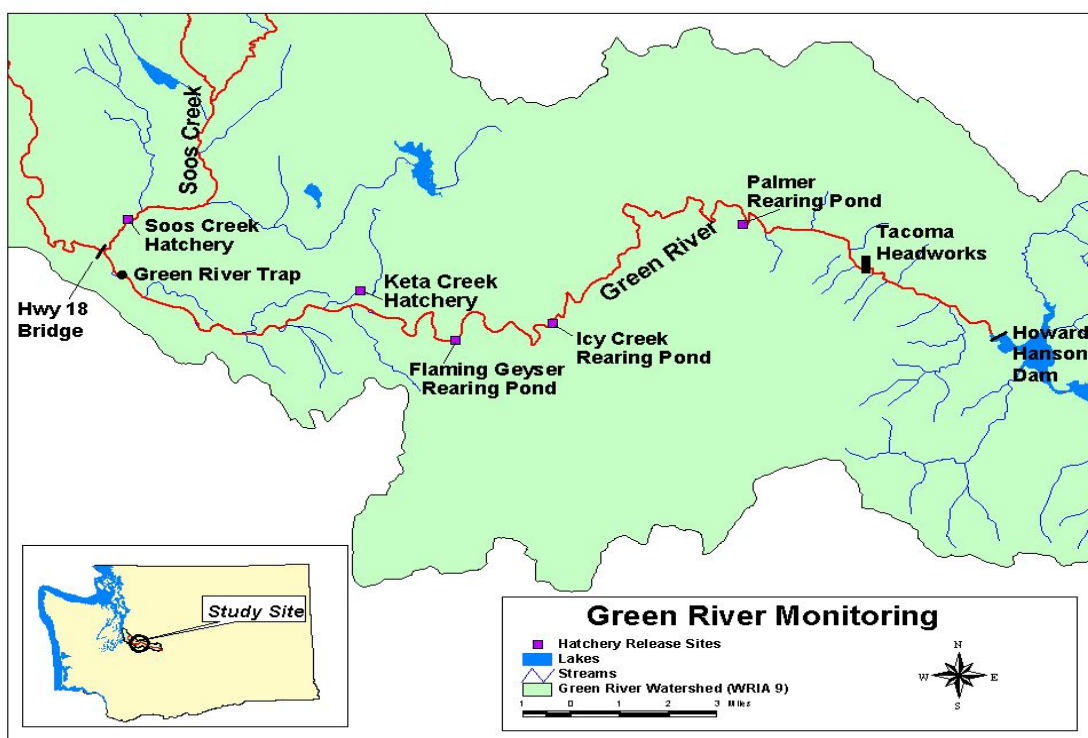 Soos Creek
Soos Creek
Hatchery
Green River Trap
Hwy 18
Bridge
Keta Creek
Hatchery
Flaming Geyser
Rearing Pond
Icy Creek
Rearing Pond
Green River
Palmer
Rearing Pond
Tacoma
Headworks
Howard
Hanson
Dam
Study Site
Green River Monitoring
Hatchery Release Sites
Lakes
Streams
Green River Watershed (WRIA 9)
1 0 1 2 3 Miles
N
W E
S